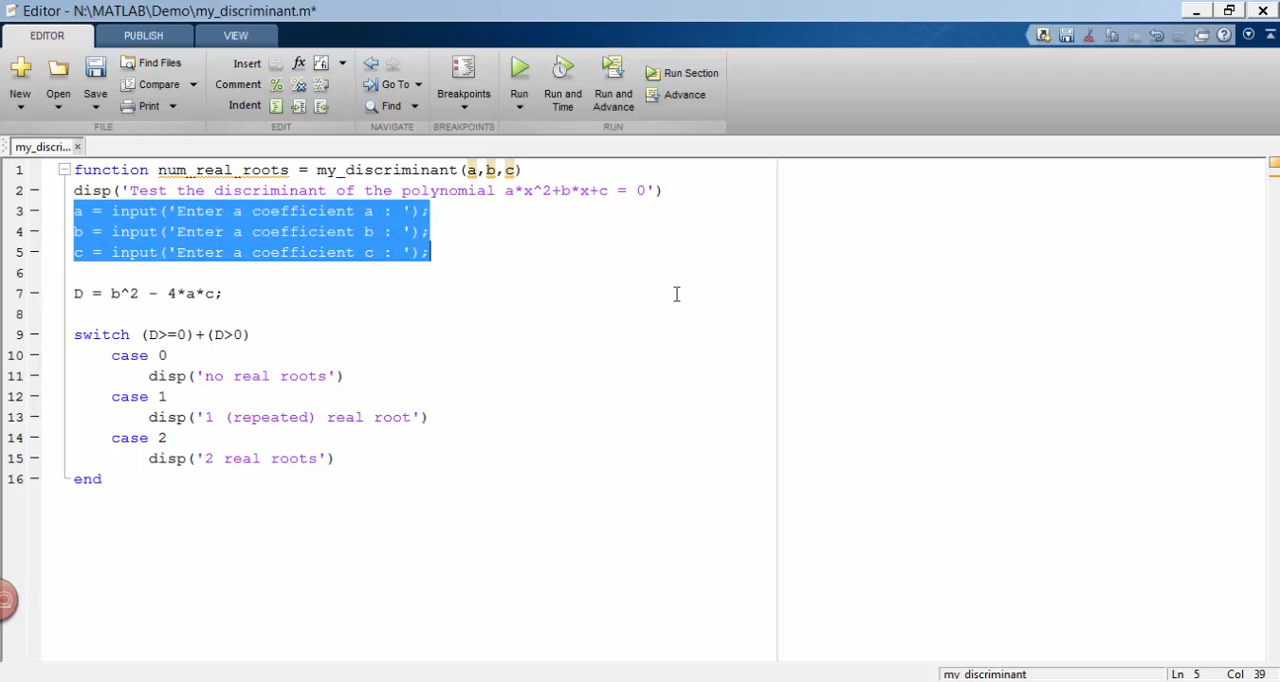 Editor - N:\MATLAB\Demo\my_discriminant.m*
EDITOR PUBLISH VIEW
New Open Save Find Files Compare Print
Insert fx Comment Indent
Go To Find
Breakpoints
Run Run and Time Run and Advance Run Section Advance
FILE EDIT NAVIGATE BREAKPOINTS RUN
my_discri...
1 function num_real_roots = my_discriminant(a,b,c)
2 disp('Test the discriminant of the polynomial a*x^2+b*x+c = 0')
3 a = input('Enter a coefficient a : ');
4 b = input('Enter a coefficient b : ');
5 c = input('Enter a coefficient c : ');
6
7 D = b^2 - 4*a*c;
8
9 switch (D>=0)+(D>0)
10 case 0
11 disp('no real roots')
12 case 1
13 disp('1 (repeated) real root')
14 case 2
15 disp('2 real roots')
16 end
my_discriminant Ln 5 Col 39